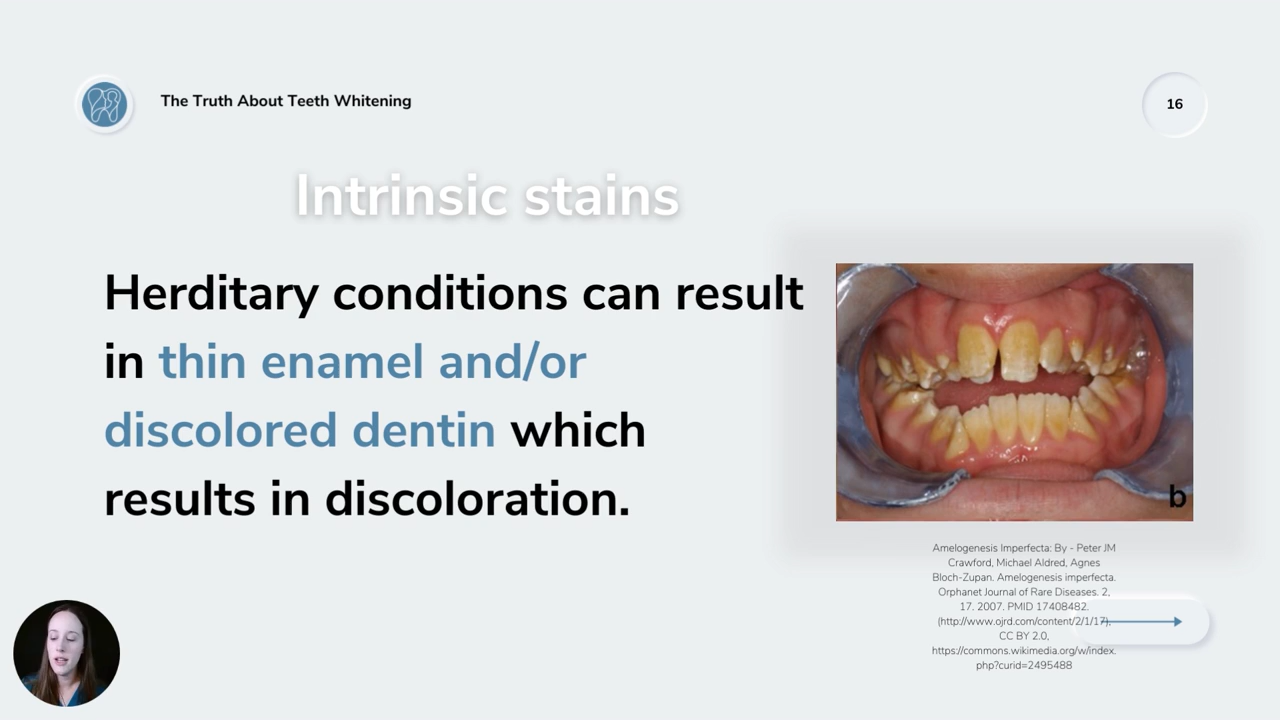 The Truth About Teeth Whitening
16
Intrinsic stains
Herditary conditions can result
in thin enamel and/or
discolored dentin which
results in discoloration.
b
Amelogenesis Imperfecta: By - Peter JM
Crawford, Michael Aldred, Agnes
Bloch-Zupan. Amelogenesis imperfecta.
Orphanet Journal of Rare Diseases. 2,
17. 2007. PMID 17408482.
(http://www.ojrd.com/content/2/1/17),
CC BY 2.0,
https://commons.wikimedia.org/w/index.
php?curid=2495488